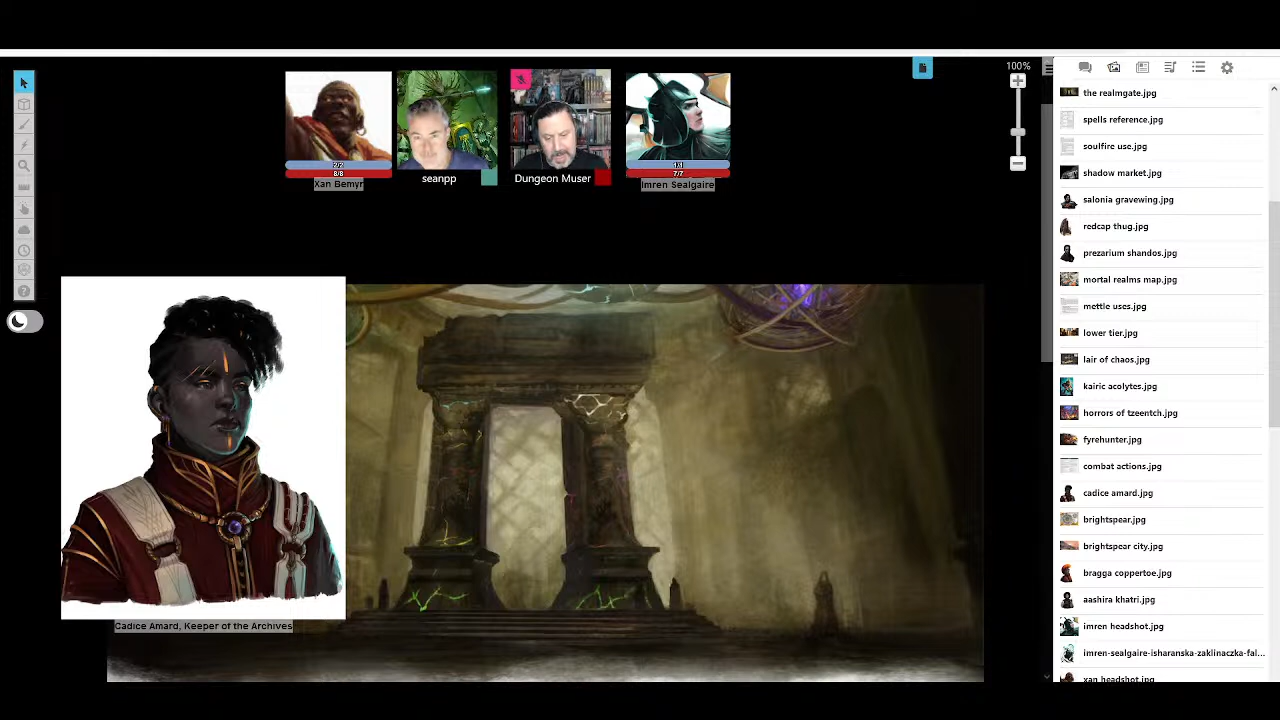 100%
2/2
8/8
Xan Bemyr
seanpp
Dungeon Muser
1/1
7/7
Imren Sealgaire
Cadice Amard, Keeper of the Archives
the realmgate.jpg
spells reference.jpg
soulfire use.jpg
shadow market.jpg
salonia gravewing.jpg
redcap thug.jpg
prezarium shandos.jpg
mortal realms map.jpg
mettle uses.jpg
lower tier.jpg
lair of chaos.jpg
kairic acolytes.jpg
horrors of tzeentch.jpg
fyrehunter.jpg
combat actions.jpg
cadice amard.jpg
brightspear.jpg
brightspear city.jpg
bragga coppertoe.jpg
aashira khatri.jpg
imren headshot.jpg
imren-sealgaire-isharanska-zaklinaczka-fal...
xan headshot.jpg